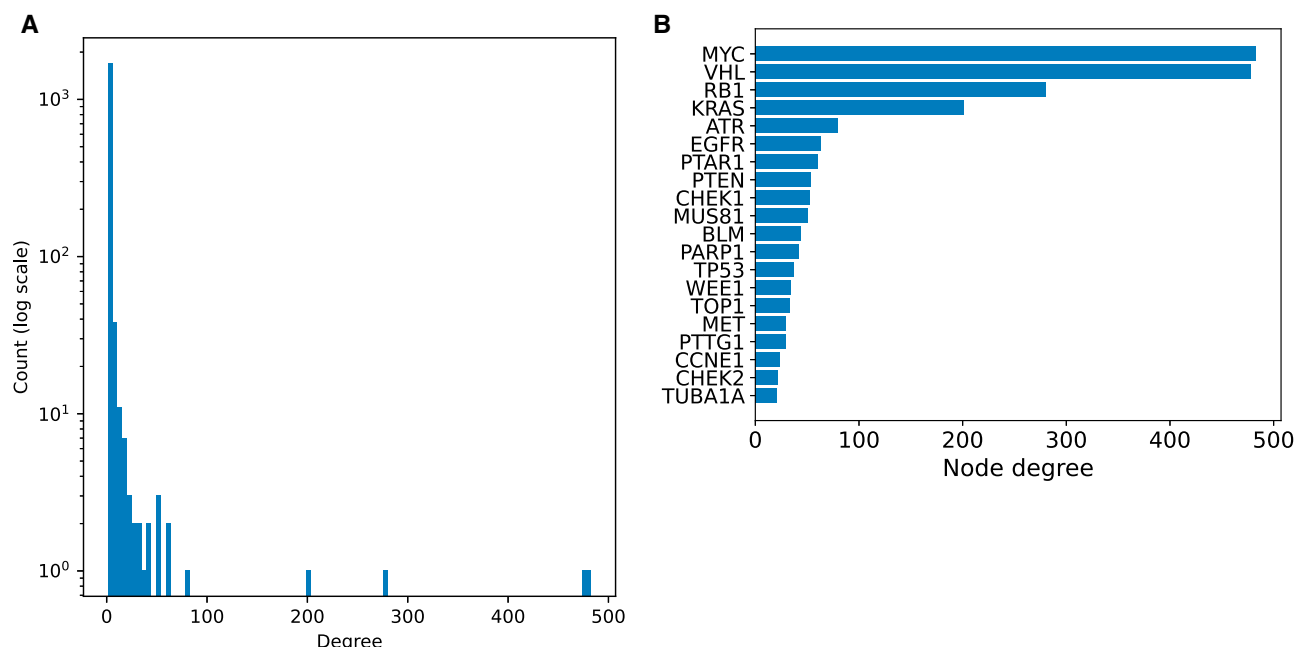 A
10³
10²
10¹
10⁰
Count (log scale)
0 100 200 300 400 500
Degree
B
MYC
VHL
RB1
KRAS
ATR
EGFR
PTAR1
PTEN
CHEK1
MUS81
BLM
PARP1
TP53
WEE1
TOP1
MET
PTTG1
CCNE1
CHEK2
TUBA1A
0 100 200 300 400 500
Node degree